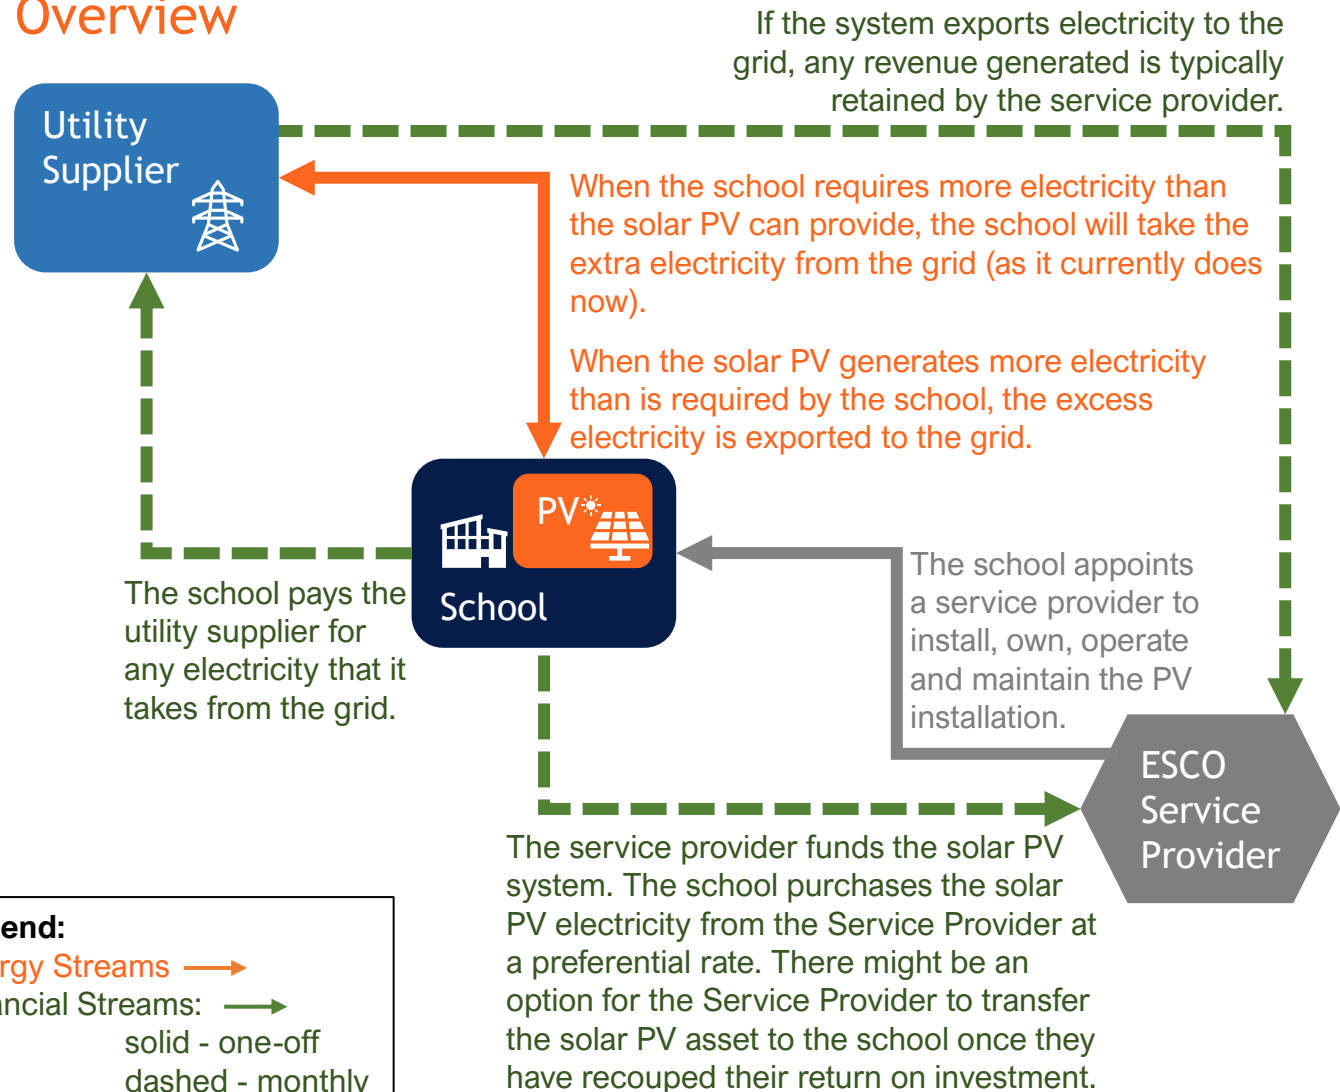 Overview
If the system exports electricity to the
grid, any revenue generated is typically
retained by the service provider.
Utility
Supplier
When the school requires more electricity than
the solar PV can provide, the school will take the
extra electricity from the grid (as it currently does
now).
When the solar PV generates more electricity
than is required by the school, the excess
electricity is exported to the grid.
PV
School
The school pays the
utility supplier for
any electricity that it
takes from the grid.
The school appoints
a service provider to
install, own, operate
and maintain the PV
installation.
ESCO
Service
Provider
The service provider funds the solar PV
system. The school purchases the solar
PV electricity from the Service Provider at
a preferential rate. There might be an
option for the Service Provider to transfer
the solar PV asset to the school once they
have recouped their return on investment.
end:
rgy Streams
ancial Streams:
solid - one-off
dashed - monthly